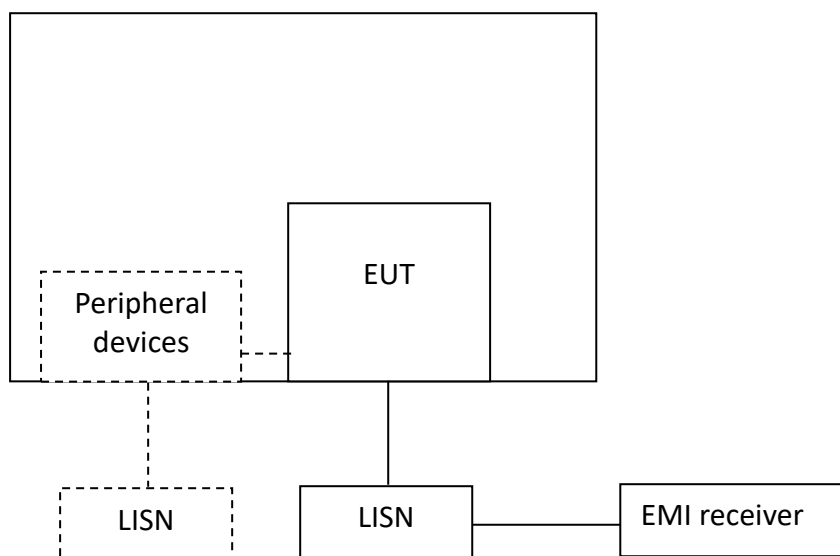 EUT
Peripheral
devices
LISN
LISN
EMI receiver